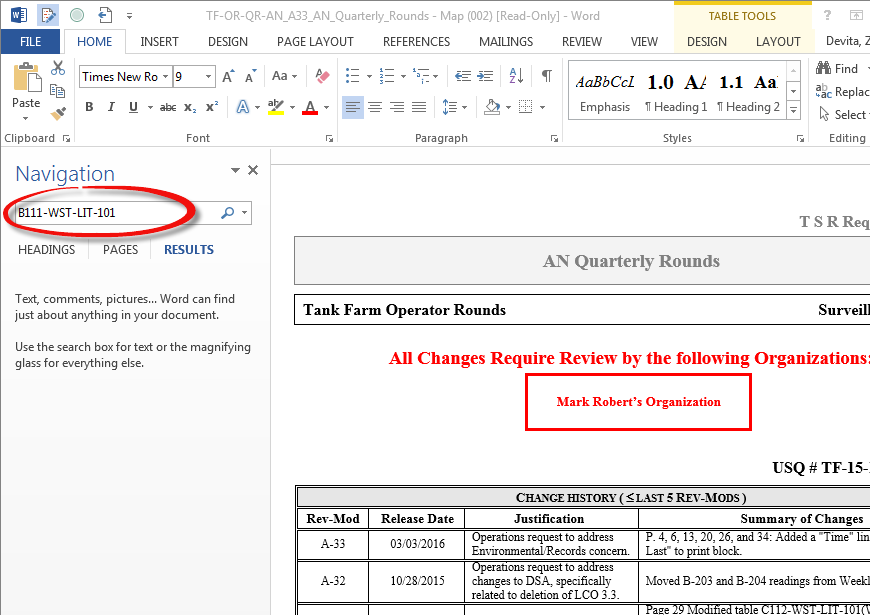 TF-OR-QR-AN_A33_AN_Quarterly_Rounds - Map (002) [Read-Only] - Word
TABLE TOOLS
?
FILE HOME INSERT DESIGN PAGE LAYOUT REFERENCES MAILINGS REVIEW VIEW DESIGN LAYOUT Devita, Z
Paste
Times New Ro 9
A A Aa
B I U abc X₂ X² A ab A
AaBbCcL 1.0 AA 1.1 Aa
Emphasis ¶ Heading 1 ¶ Heading 2
Find
Replac
Select
Clipboard Font Paragraph Styles Editing
Navigation
B111-WST-LIT-101
HEADINGS PAGES RESULTS
Text, comments, pictures... Word can find
just about anything in your document.
Use the search box for text or the magnifying
glass for everything else.
T S R Req
AN Quarterly Rounds
Tank Farm Operator Rounds Surveill
All Changes Require Review by the following Organizations:
Mark Robert's Organization
USQ # TF-15-
CHANGE HISTORY ( ≤LAST 5 REV-MODS )
Rev-Mod Release Date Justification Summary of Changes
A-33 03/03/2016 Operations request to address
Environmental/Records concern.
P. 4, 6, 13, 20, 26, and 34: Added a "Time" lin
Last" to print block.
A-32 10/28/2015 Operations request to address
changes to DSA, specifically
related to deletion of LCO 3.3.
Moved B-203 and B-204 readings from Weekl
Page 29 Modified table C112-WST-LIT-101(